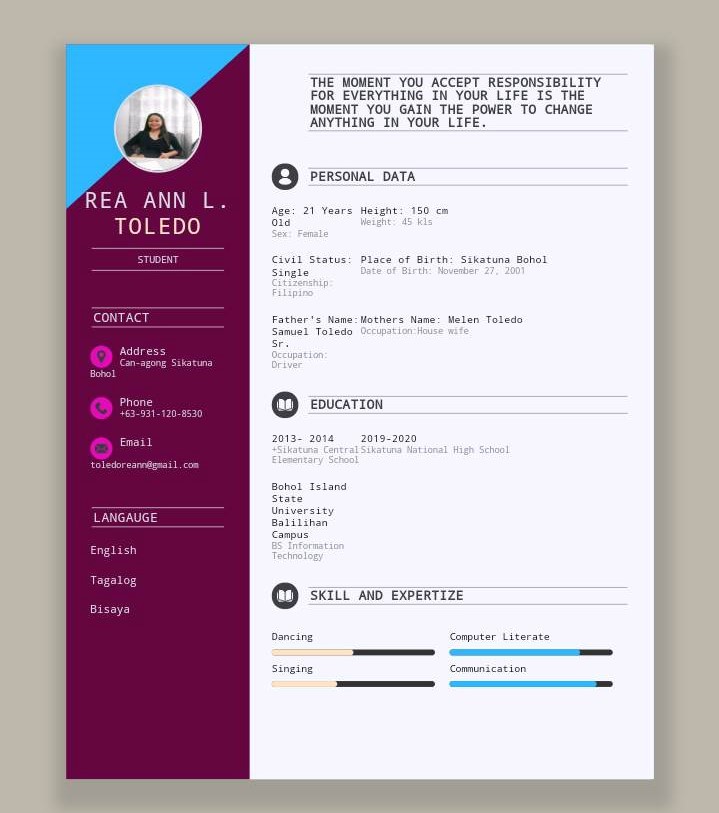 REA ANN L.
TOLEDO
STUDENT
CONTACT
Address
Can-agong Sikatuna
Bohol
Phone
+63-931-120-8530
Email
toledoreann@gmail.com
LANGAUGE
English
Tagalog
Bisaya
THE MOMENT YOU ACCEPT RESPONSIBILITY
FOR EVERYTHING IN YOUR LIFE IS THE
MOMENT YOU GAIN THE POWER TO CHANGE
ANYTHING IN YOUR LIFE.
PERSONAL DATA
Age: 21 Years
Old
Sex: Female
Height: 150 cm
Weight: 45 kls
Civil Status:
Single
Citizenship:
Filipino
Place of Birth: Sikatuna Bohol
Date of Birth: November 27, 2001
Father's Name:
Samuel Toledo
Sr.
Occupation:
Driver
Mothers Name: Melen Toledo
Occupation:House wife
EDUCATION
2013- 2014
+Sikatuna Central
Elementary School
2019-2020
Sikatuna National High School
Bohol Island
State
University
Balilihan
Campus
BS Information
Technology
SKILL AND EXPERTIZE
Dancing
Computer Literate
Singing
Communication